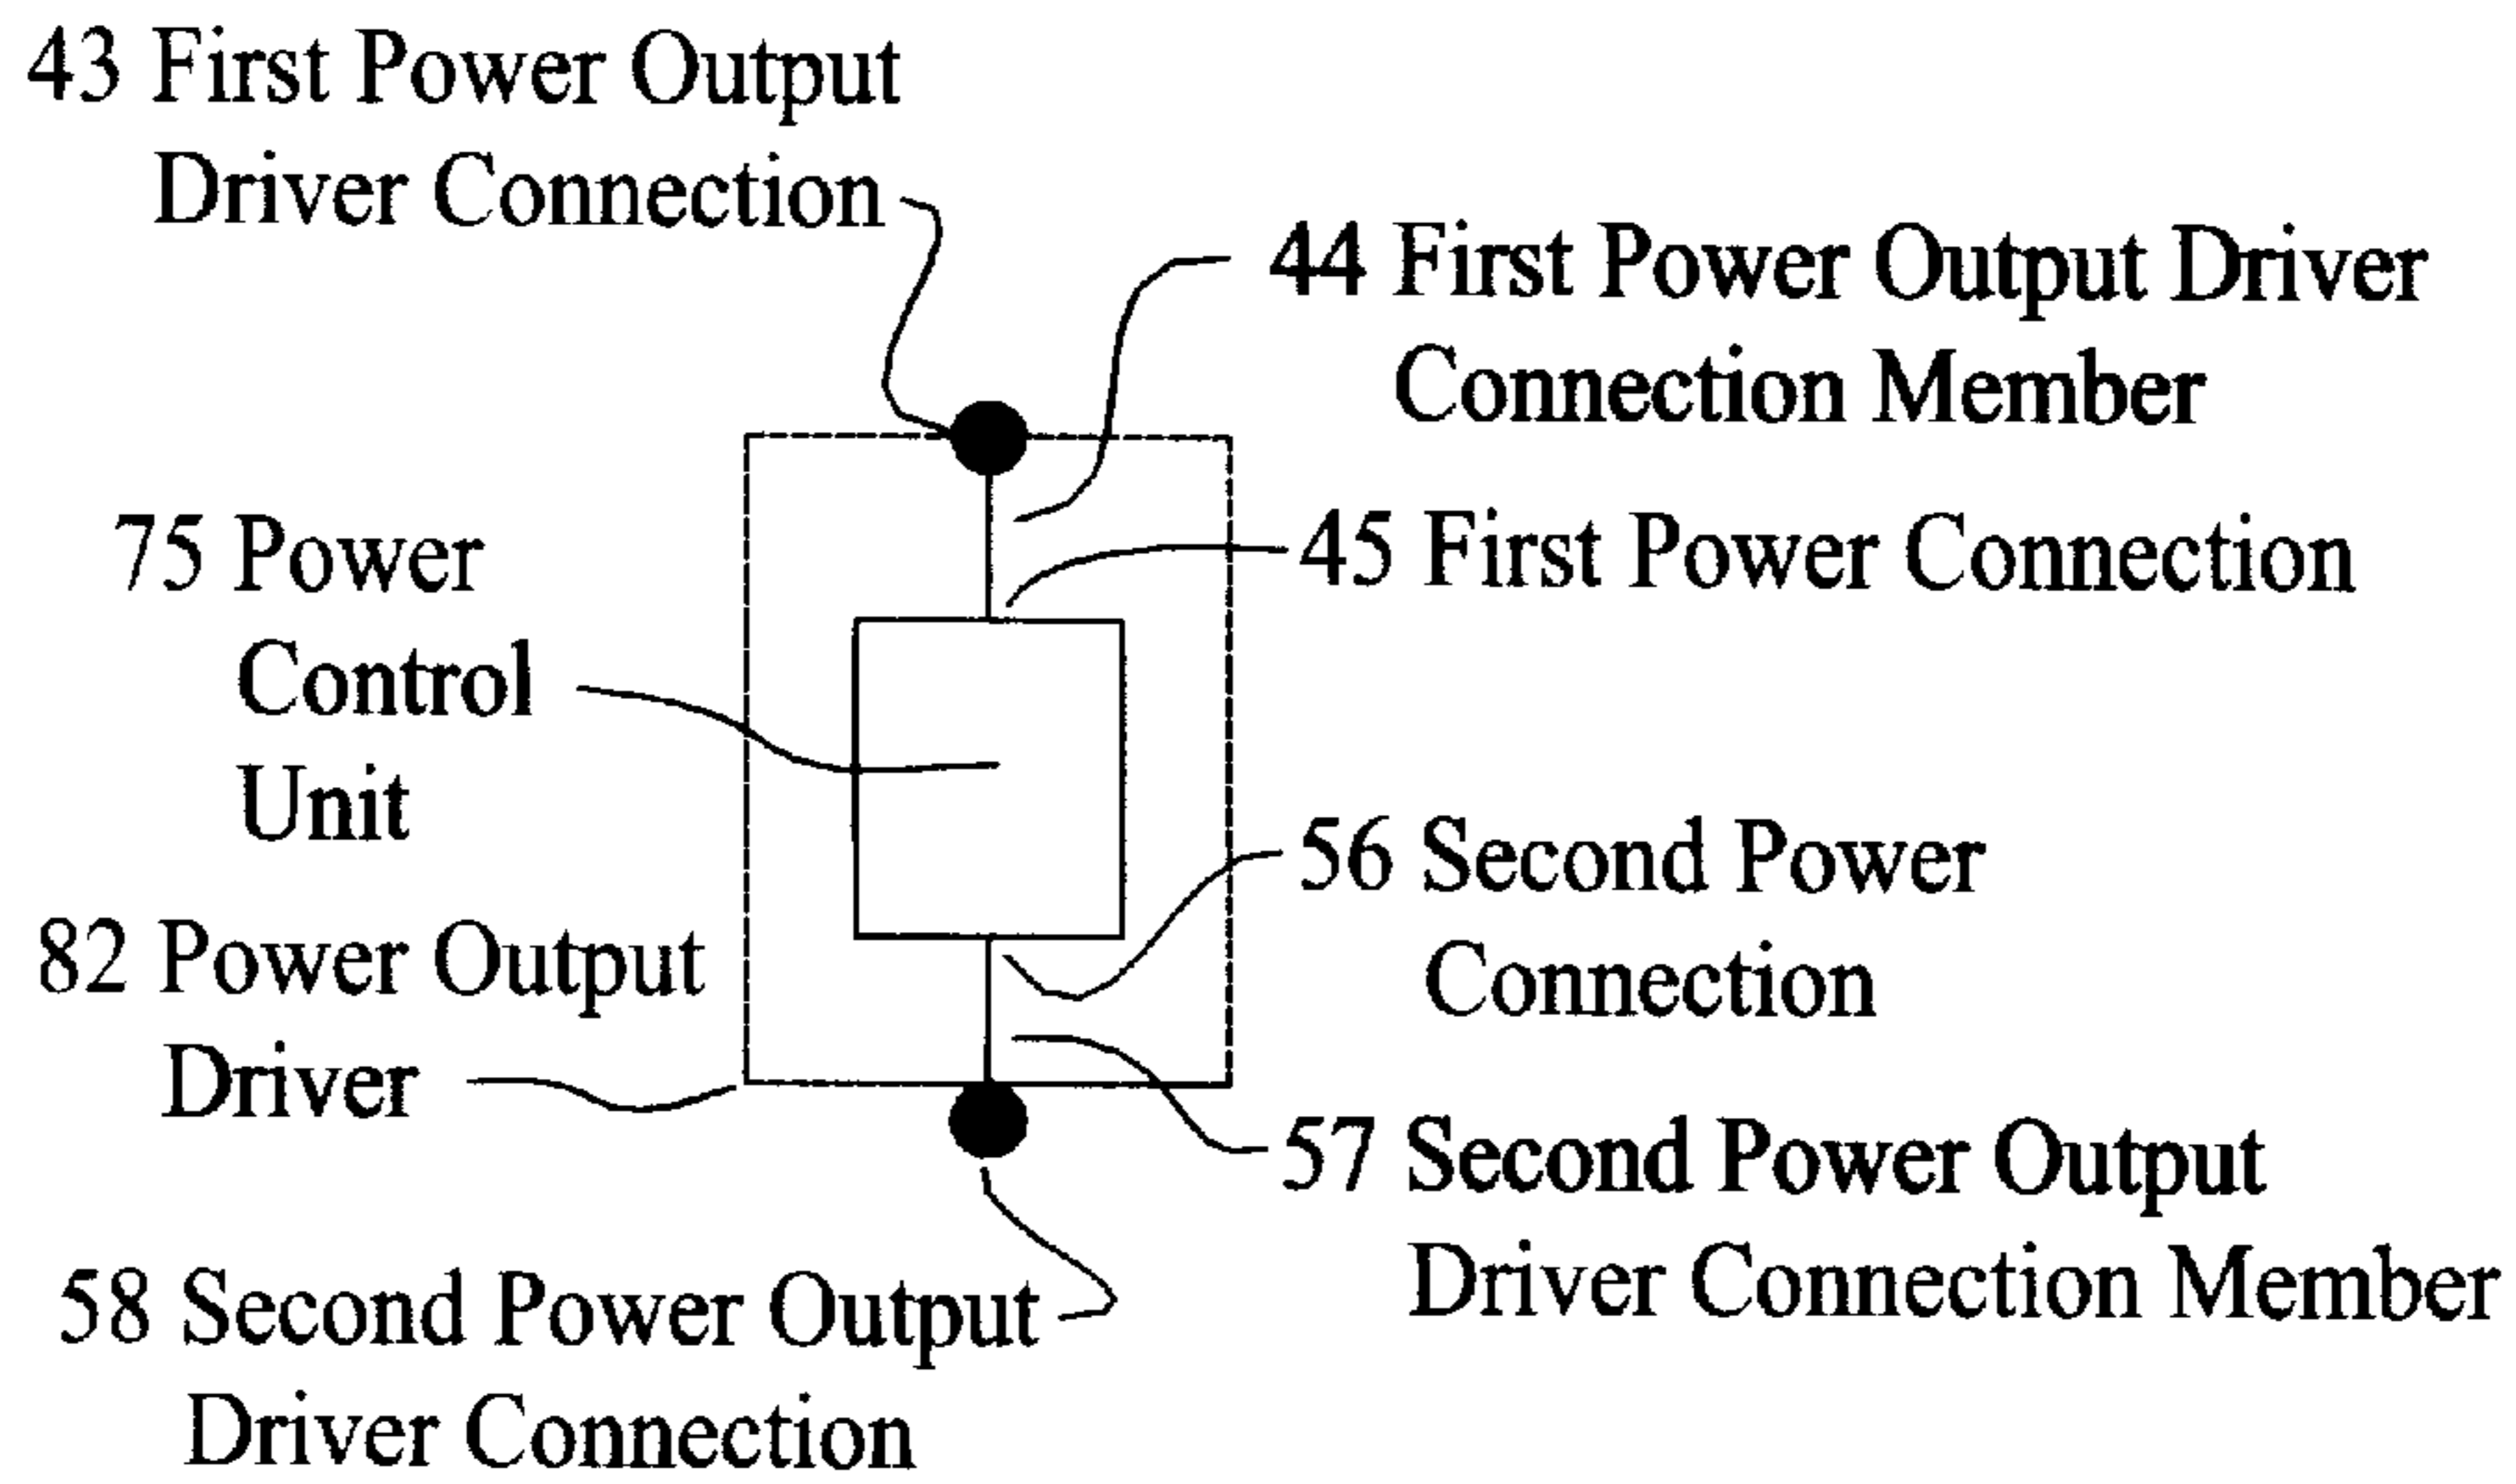 43 First Power Output
Driver Connection
44 First Power Output Driver
Connection Member
45 First Power Connection
75 Power
Control
Unit
56 Second Power
Connection
82 Power Output
Driver
57 Second Power Output
Driver Connection Member
58 Second Power Output
Driver Connection